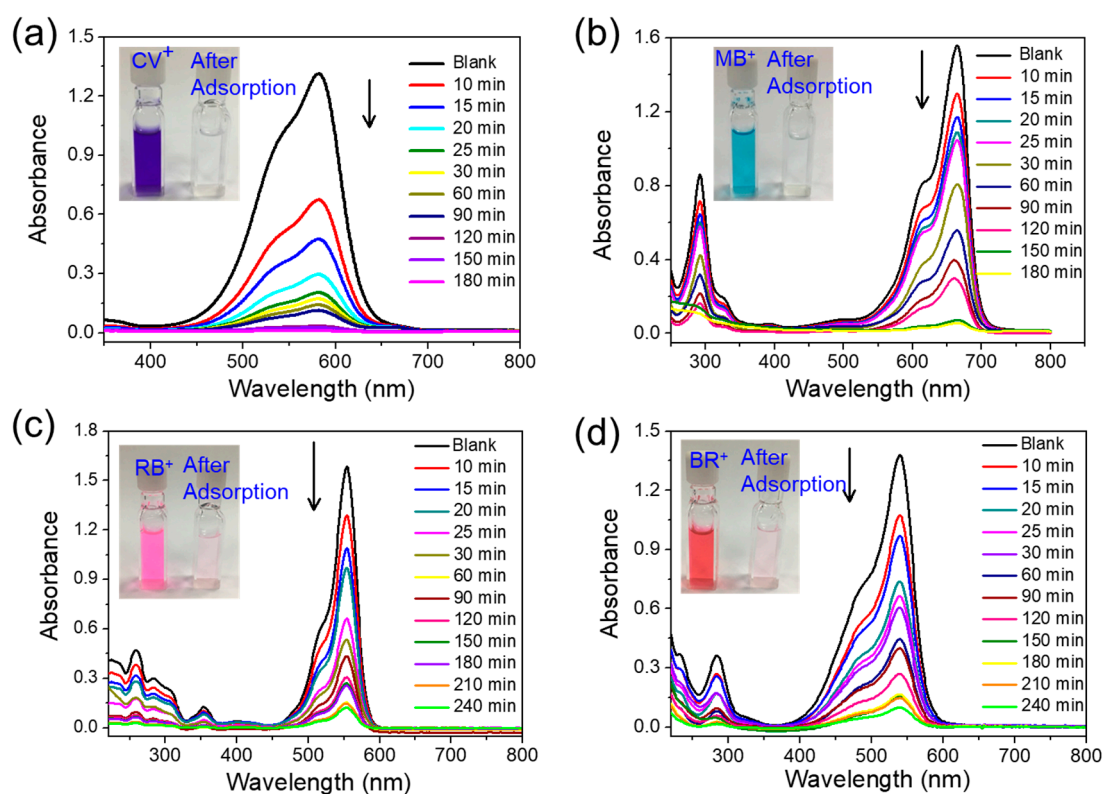 (a)
CV+ After
Adsorption
Blank
10 min
15 min
20 min
25 min
30 min
60 min
90 min
120 min
150 min
180 min
1.5
1.2
0.9
0.6
0.3
0.0
Absorbance
400 500 600 700 800
Wavelength (nm)
(b)
MB+ After
Adsorption
Blank
10 min
15 min
20 min
25 min
30 min
60 min
90 min
120 min
150 min
180 min
1.6
1.2
0.8
0.4
0.0
Absorbance
300 400 500 600 700 800
Wavelength (nm)
(c)
RB+ After
Adsorption
Blank
10 min
15 min
20 min
25 min
30 min
60 min
90 min
120 min
150 min
180 min
210 min
240 min
1.8
1.5
1.2
0.9
0.6
0.3
0.0
Absorbance
300 400 500 600 700 800
Wavelength (nm)
(d)
BR+ After
Adsorption
Blank
10 min
15 min
20 min
25 min
30 min
60 min
90 min
120 min
150 min
180 min
210 min
240 min
1.5
1.2
0.9
0.6
0.3
0.0
Absorbance
300 400 500 600 700 800
Wavelength (nm)